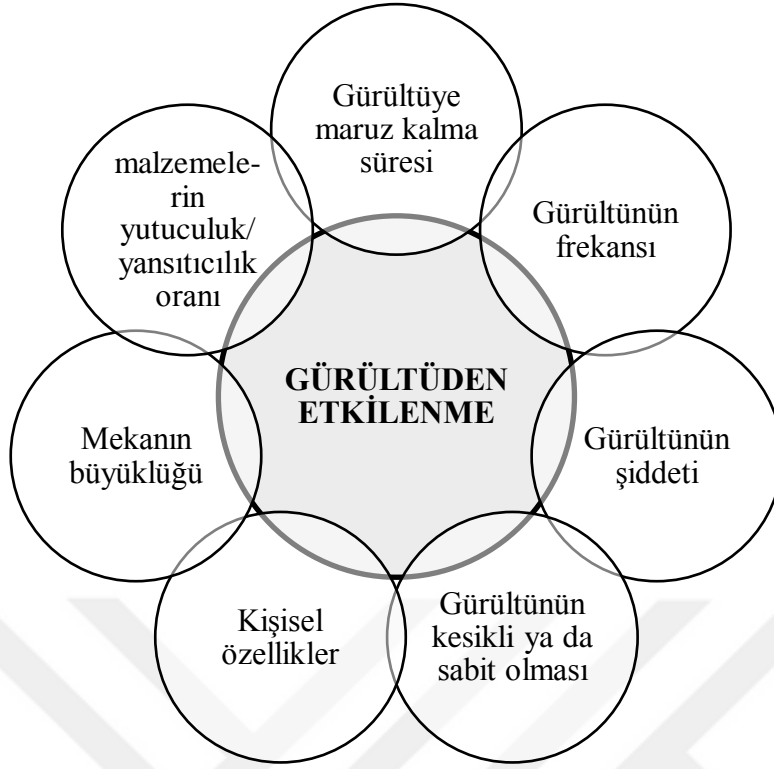 Gürültüye
maruz kalma
süresi
Gürültünün
frekansı
Gürültünün
şiddeti
Gürültünün
kesikli ya da
sabit olması
Kişisel
özellikler
Mekanın
büyüklüğü
malzemele-
rin
yutuculuk/
yansıtıcılık
oranı
GÜRÜLTÜDEN
ETKİLENME